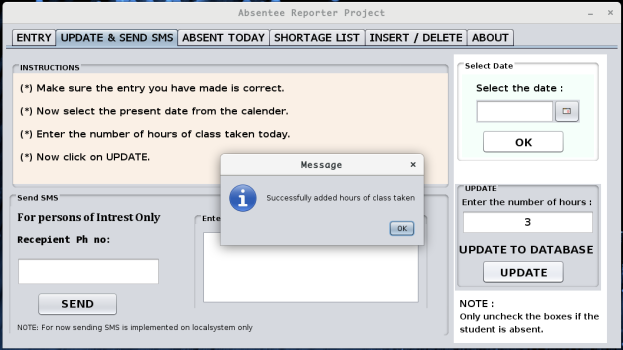 Absentee Reporter Project
ENTRY UPDATE & SEND SMS ABSENT TODAY SHORTAGE LIST INSERT / DELETE ABOUT
INSTRUCTIONS
(*) Make sure the entry you have made is correct.
(*) Now select the present date from the calender.
(*) Enter the number of hours of class taken today.
(*) Now click on UPDATE.
Select Date
Select the date :
OK
Message
Successfully added hours of class taken
OK
Send SMS
For persons of Intrest Only
Recepient Ph no:
SEND
NOTE: For now sending SMS is implemented on localsystem only
UPDATE
Enter the number of hours :
3
UPDATE TO DATABASE
UPDATE
NOTE :
Only uncheck the boxes if the
student is absent.